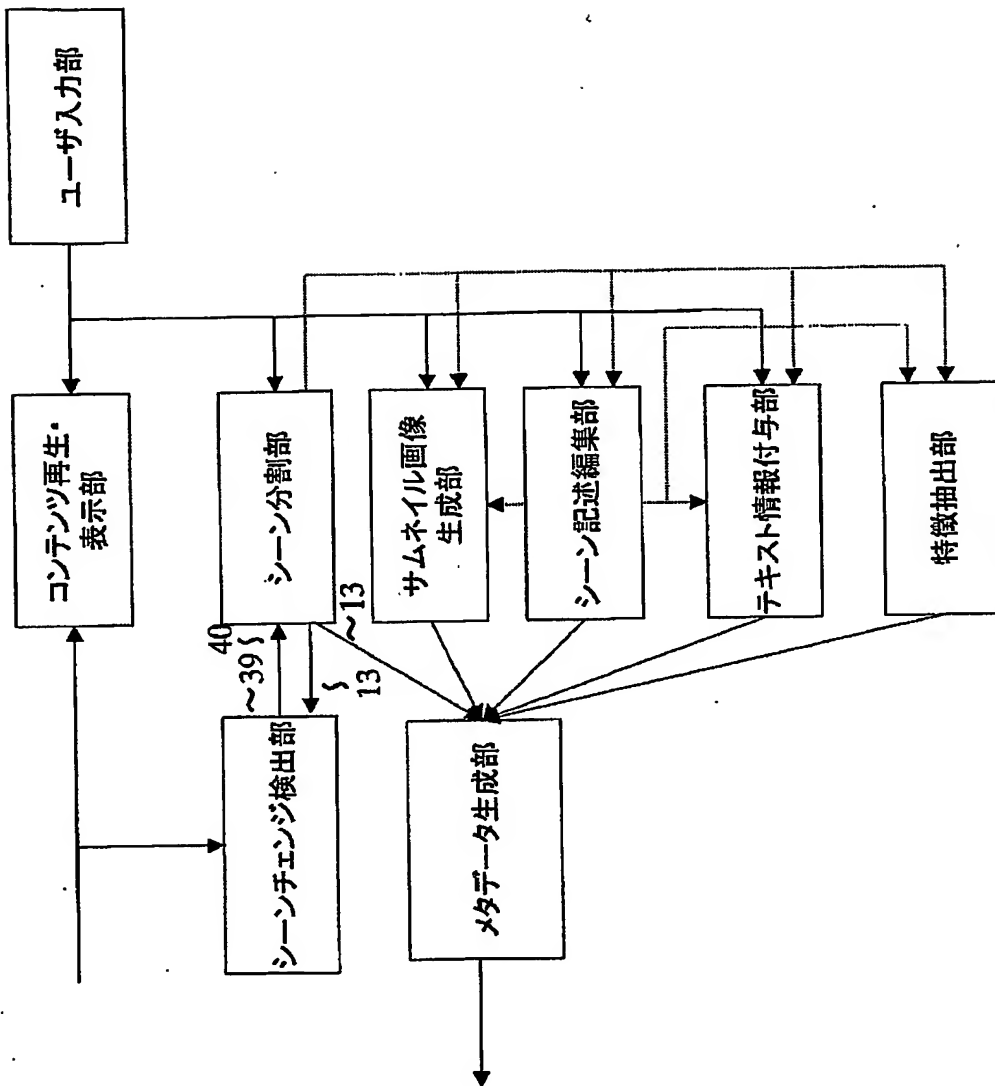 ユーザ入力部
コンテンツ再生・
表示部
シーン分割部
サムネイル画像
生成部
シーン記述編集部
テキスト情報付与部
特徴抽出部
40
~39
~13
13
シーンチェンジ検出部
メタデータ生成部